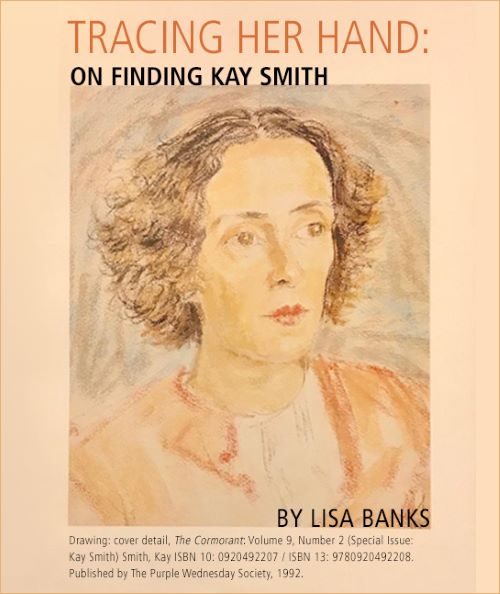 TRACING HER HAND:
ON FINDING KAY SMITH
BY LISA BANKS
Drawing: cover detail, The Cormorant: Volume 9, Number 2 (Special Issue:
Kay Smith) Smith, Kay ISBN 10: 0920492207 / ISBN 13: 9780920492208.
Published by The Purple Wednesday Society, 1992.